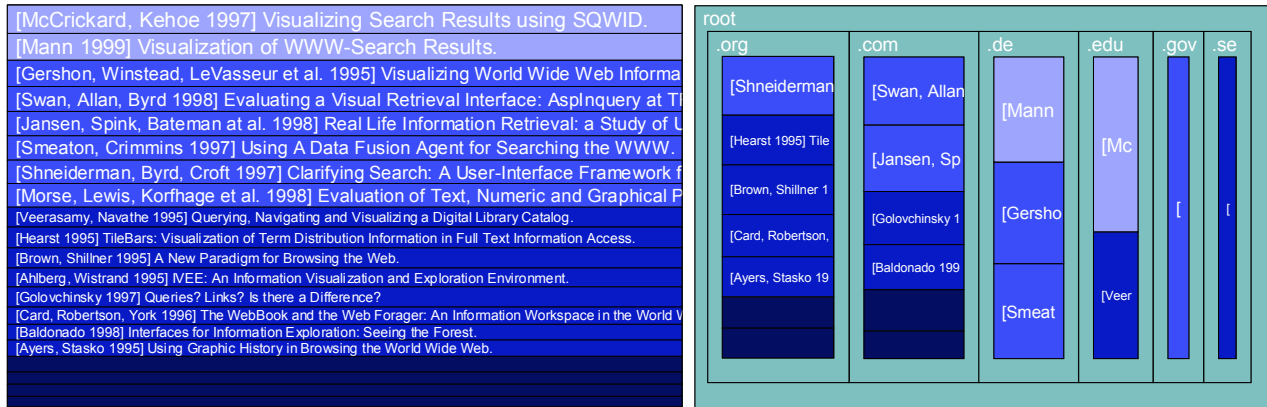 [McCrickard, Kehoe 1997] Visualizing Search Results using SQWID.
[Mann 1999] Visualization of WWW-Search Results.
[Gershon, Winstead, LeVasseur et al. 1995] Visualizing World Wide Web Informa
[Swan, Allan, Byrd 1998] Evaluating a Visual Retrieval Interface: AspInquery at
[Jansen, Spink, Bateman at al. 1998] Real Life Information Retrieval: a Study of U
[Smeaton, Crimmins 1997] Using A Data Fusion Agent for Searching the WWW.
[Shneiderman, Byrd, Croft 1997] Clarifying Search: A User-Interface Framework f
[Morse, Lewis, Korfhage et al. 1998] Evaluation of Text, Numeric and Graphical P
[Veerasamy, Navathe 1995] Querying, Navigating and Visualizing a Digital Library Catalog.
[Hearst 1995] TileBars: Visualization of Term Distribution Information in Full Text Information Access.
[Brown, Shillner 1995] A New Paradigm for Browsing the Web.
[Ahlberg, Wistrand 1995] IVEE: An Information Visualization and Exploration Environment.
[Golovchinsky 1997] Queries? Links? Is there a Difference?
[Card, Robertson, York 1996] The WebBook and the Web Forager: An Information Workspace in the World W
[Baldonado 1998] Interfaces for Information Exploration: Seeing the Forest.
[Ayers, Stasko 1995] Using Graphic History in Browsing the World Wide Web.
root
.org
[Shneiderman
[Hearst 1995] Tile
[Brown, Shillner 1
[Card, Robertson,
[Ayers, Stasko 19
.com
[Swan, Allan
[Jansen, Sp
[Golovchinsky 1
[Baldonado 199
.de
[Mann
[Gersho
[Smeat
.edu
[Mc
[Veer
.gov
[
.se
[